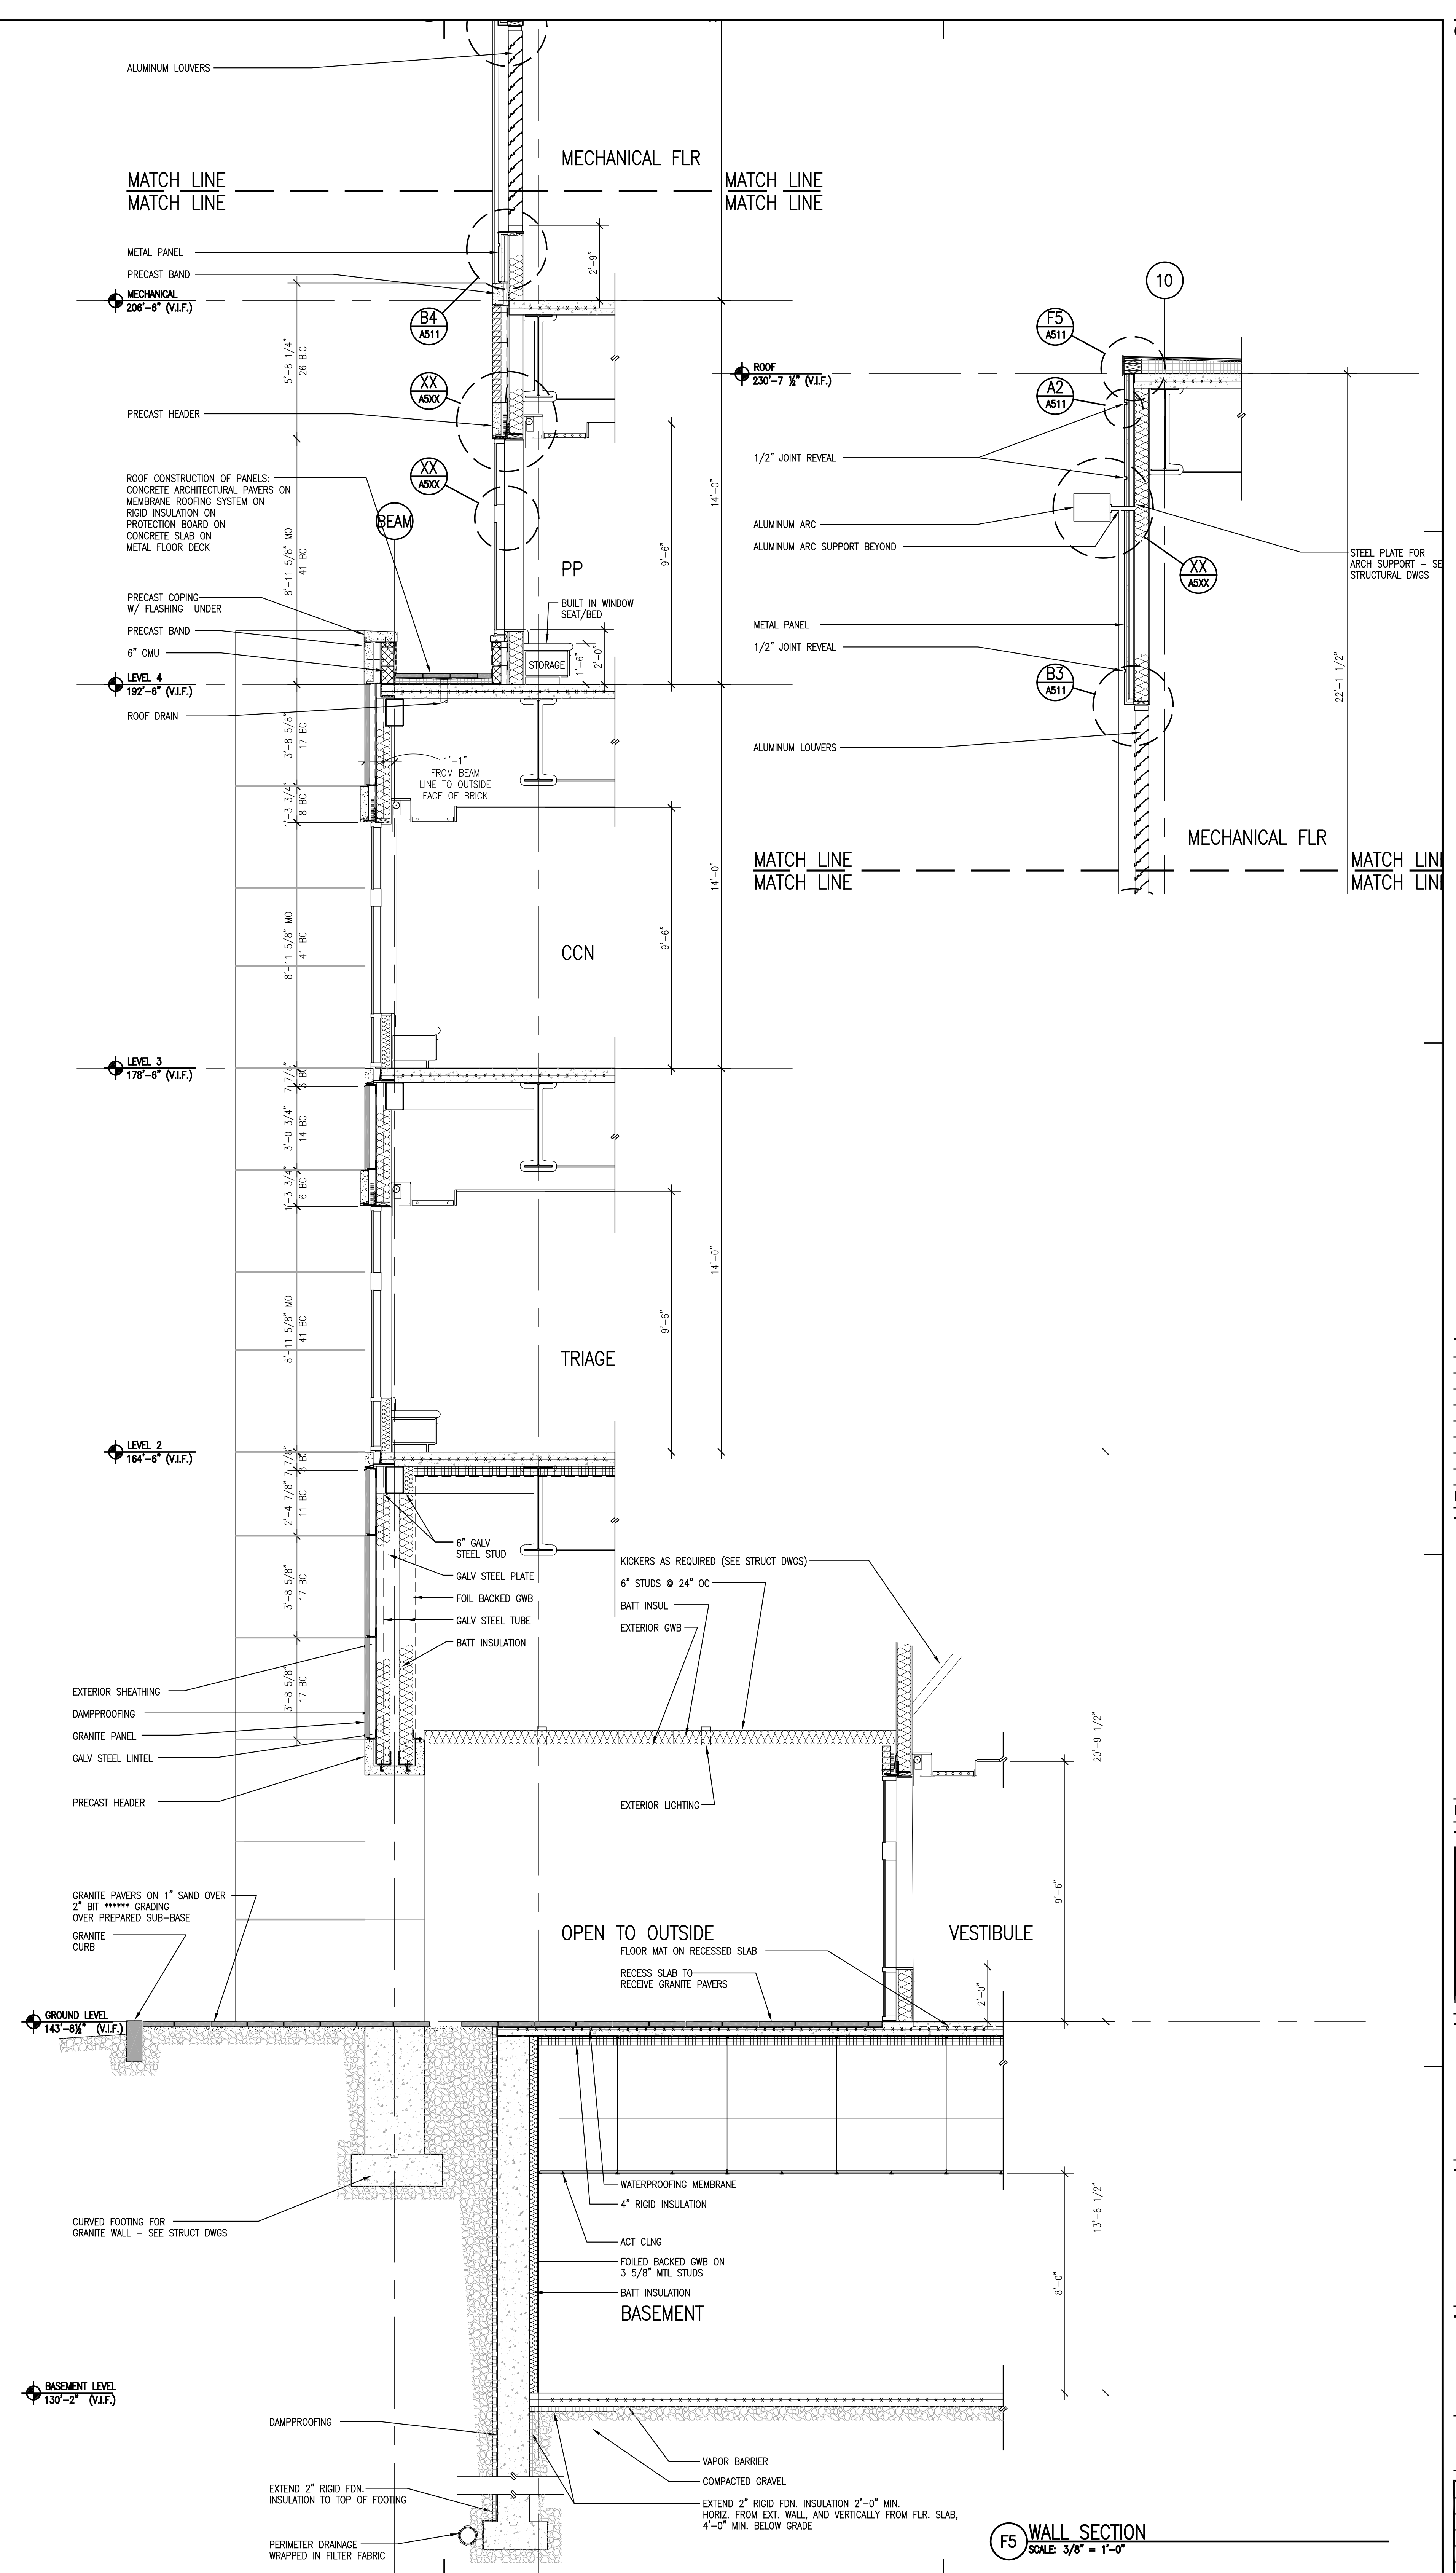 ALUMINUM LOUVERS
MECHANICAL FLR
MATCH LINE
MATCH LINE
MATCH LINE
MATCH LINE
METAL PANEL
PRECAST BAND
MECHANICAL
206'-6" (V.I.F.)
B4
A511
2'-9"
5'-8 1/4"
26 B.C
XX
A5XX
PRECAST HEADER
XX
A5XX
14'-0"
ROOF CONSTRUCTION OF PANELS:
CONCRETE ARCHITECTURAL PAVERS ON
MEMBRANE ROOFING SYSTEM ON
RIGID INSULATION ON
PROTECTION BOARD ON
CONCRETE SLAB ON
METAL FLOOR DECK
BEAM
8'-11 5/8" MO
41 BC
9'-6"
PP
BUILT IN WINDOW
SEAT/BED
PRECAST COPING
W/ FLASHING UNDER
PRECAST BAND
6" CMU
STORAGE
1'-6"
2'-0"
LEVEL 4
192'-6" (V.I.F.)
ROOF DRAIN
3'-8 5/8"
17 BC
1'-1"
FROM BEAM
LINE TO OUTSIDE
FACE OF BRICK
1'-3 3/4"
8 BC
14'-0"
8'-11 5/8" MO
41 BC
CCN
9'-6"
LEVEL 3
178'-6" (V.I.F.)
7 7/8"
3 BC
3'-0 3/4"
14 BC
1'-3 3/4"
6 BC
14'-0"
8'-11 5/8" MO
41 BC
9'-6"
TRIAGE
LEVEL 2
164'-6" (V.I.F.)
7 7/8"
3 BC
2'-4 7/8"
11 BC
3'-8 5/8"
17 BC
3'-8 5/8"
17 BC
6" GALV
STEEL STUD
GALV STEEL PLATE
FOIL BACKED GWB
GALV STEEL TUBE
BATT INSULATION
KICKERS AS REQUIRED (SEE STRUCT DWGS)
6" STUDS @ 24" OC
BATT INSUL
EXTERIOR GWB
EXTERIOR SHEATHING
DAMPPROOFING
GRANITE PANEL
GALV STEEL LINTEL
PRECAST HEADER
EXTERIOR LIGHTING
20'-9 1/2"
9'-6"
GRANITE PAVERS ON 1" SAND OVER
2" BIT ****** GRADING
OVER PREPARED SUB-BASE
GRANITE
CURB
OPEN TO OUTSIDE
VESTIBULE
FLOOR MAT ON RECESSED SLAB
RECESS SLAB TO
RECEIVE GRANITE PAVERS
2'-0"
GROUND LEVEL
143'-8½" (V.I.F.)
WATERPROOFING MEMBRANE
4" RIGID INSULATION
ACT CLNG
FOILED BACKED GWB ON
3 5/8" MTL STUDS
BATT INSULATION
BASEMENT
CURVED FOOTING FOR
GRANITE WALL - SEE STRUCT DWGS
13'-6 1/2"
8'-0"
BASEMENT LEVEL
130'-2" (V.I.F.)
DAMPPROOFING
VAPOR BARRIER
COMPACTED GRAVEL
EXTEND 2" RIGID FDN.
INSULATION TO TOP OF FOOTING
EXTEND 2" RIGID FDN. INSULATION 2'-0" MIN.
HORIZ. FROM EXT. WALL, AND VERTICALLY FROM FLR. SLAB,
4'-0" MIN. BELOW GRADE
PERIMETER DRAINAGE
WRAPPED IN FILTER FABRIC
F5
WALL SECTION
SCALE: 3/8" = 1'-0"
10
F5
A511
ROOF
230'-7 ½" (V.I.F.)
A2
A511
1/2" JOINT REVEAL
ALUMINUM ARC
ALUMINUM ARC SUPPORT BEYOND
STEEL PLATE FOR
ARCH SUPPORT - SE
STRUCTURAL DWGS
XX
A5XX
METAL PANEL
1/2" JOINT REVEAL
B3
A511
22'-1 1/2"
ALUMINUM LOUVERS
MECHANICAL FLR
MATCH LINE
MATCH LINE
MATCH LIN
MATCH LIN